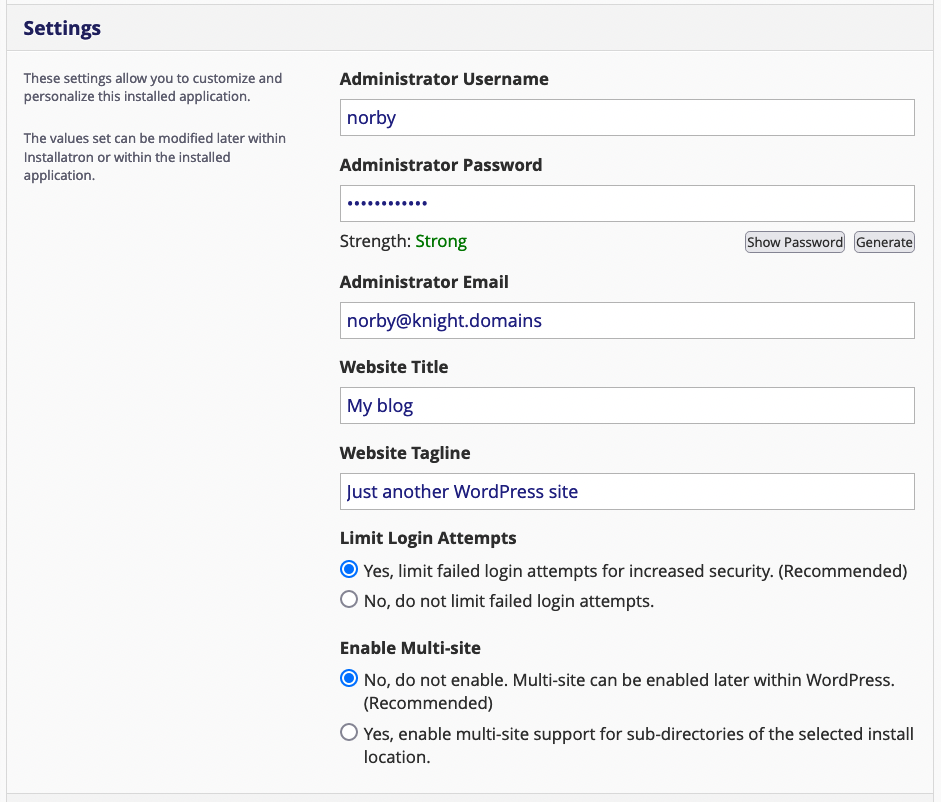 Settings
These settings allow you to customize and
personalize this installed application.
The values set can be modified later within
Installatron or within the installed
application.
Administrator Username
norby
Administrator Password
••••••••••••
Strength: Strong
Show Password
Generate
Administrator Email
norby@knight.domains
Website Title
My blog
Website Tagline
Just another WordPress site
Limit Login Attempts
Yes, limit failed login attempts for increased security. (Recommended)
No, do not limit failed login attempts.
Enable Multi-site
No, do not enable. Multi-site can be enabled later within WordPress.
(Recommended)
Yes, enable multi-site support for sub-directories of the selected install
location.